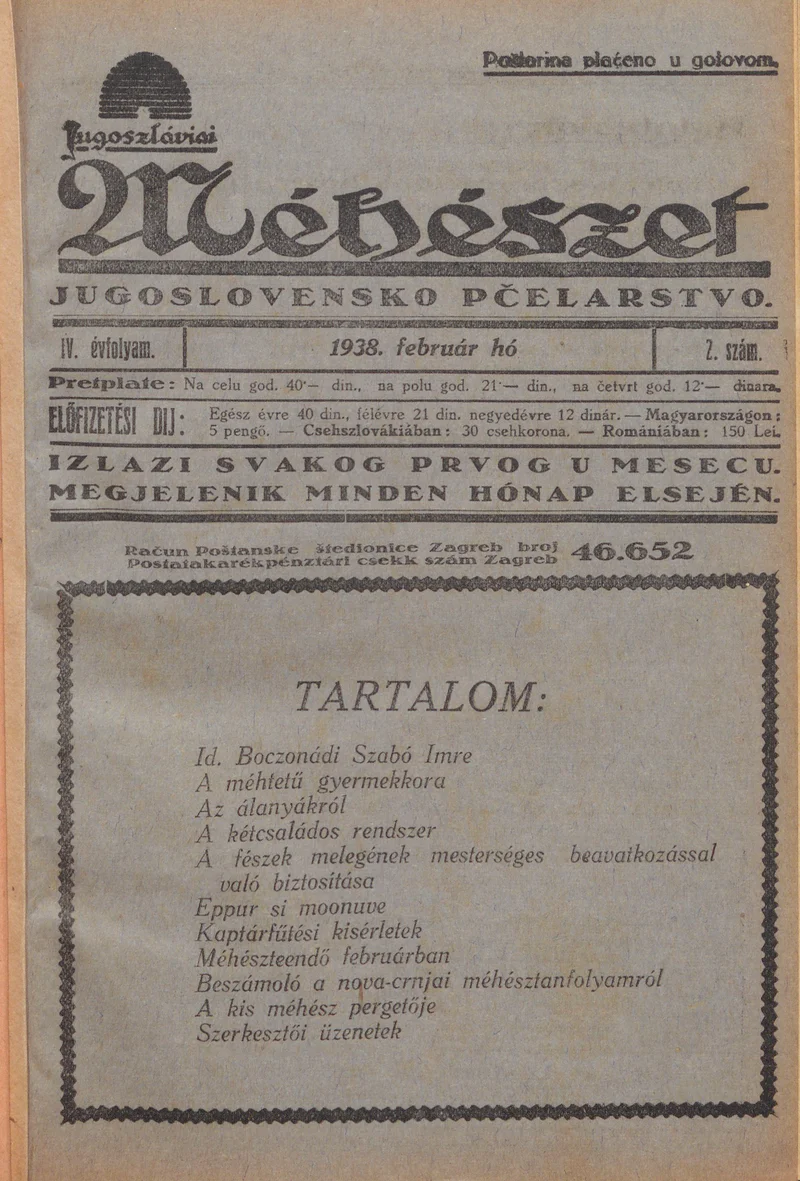 Poštarina plaćeno u gotovom.
Jugoszláviai
Méhészet
JUGOSLOVENSKO PČELARSTVO.
IV. évfolyam.
1938. február hó
2. szám.
Pretplate: Na celu god. 40·— din., na polu god. 21·— din., na četvrt god. 12·— dinara.
ELŐFIZETÉSI DIJ: Egész évre 40 din., félévre 21 din. negyedévre 12 dinár. — Magyarországon:
5 pengő. — Csehszlovákiában: 30 csehkorona. — Romániában: 150 Lei.
IZLAZI SVAKOG PRVOG U MESECU.
MEGJELENIK MINDEN HÓNAP ELSEJÉN.
Račun Poštanske štedionice Zagreb broj 46.652
Postatakarékpénztári csekk szám Zagreb
TARTALOM:
Id. Boczonádi Szabó Imre
A méhtetű gyermekkora
Az álanyákról
A kétcsaládos rendszer
A fészek melegének mesterséges beavatkozással
való biztosítása
Eppur si moonuve
Kaptárfűtési kisérletek
Méhészteendő februárban
Beszámoló a nova-crnjai méhésztanfolyamról
A kis méhész pergetője
Szerkesztői üzenetek